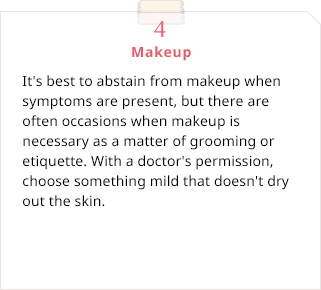 4
Makeup
It's best to abstain from makeup when
symptoms are present, but there are
often occasions when makeup is
necessary as a matter of grooming or
etiquette. With a doctor's permission,
choose something mild that doesn't dry
out the skin.